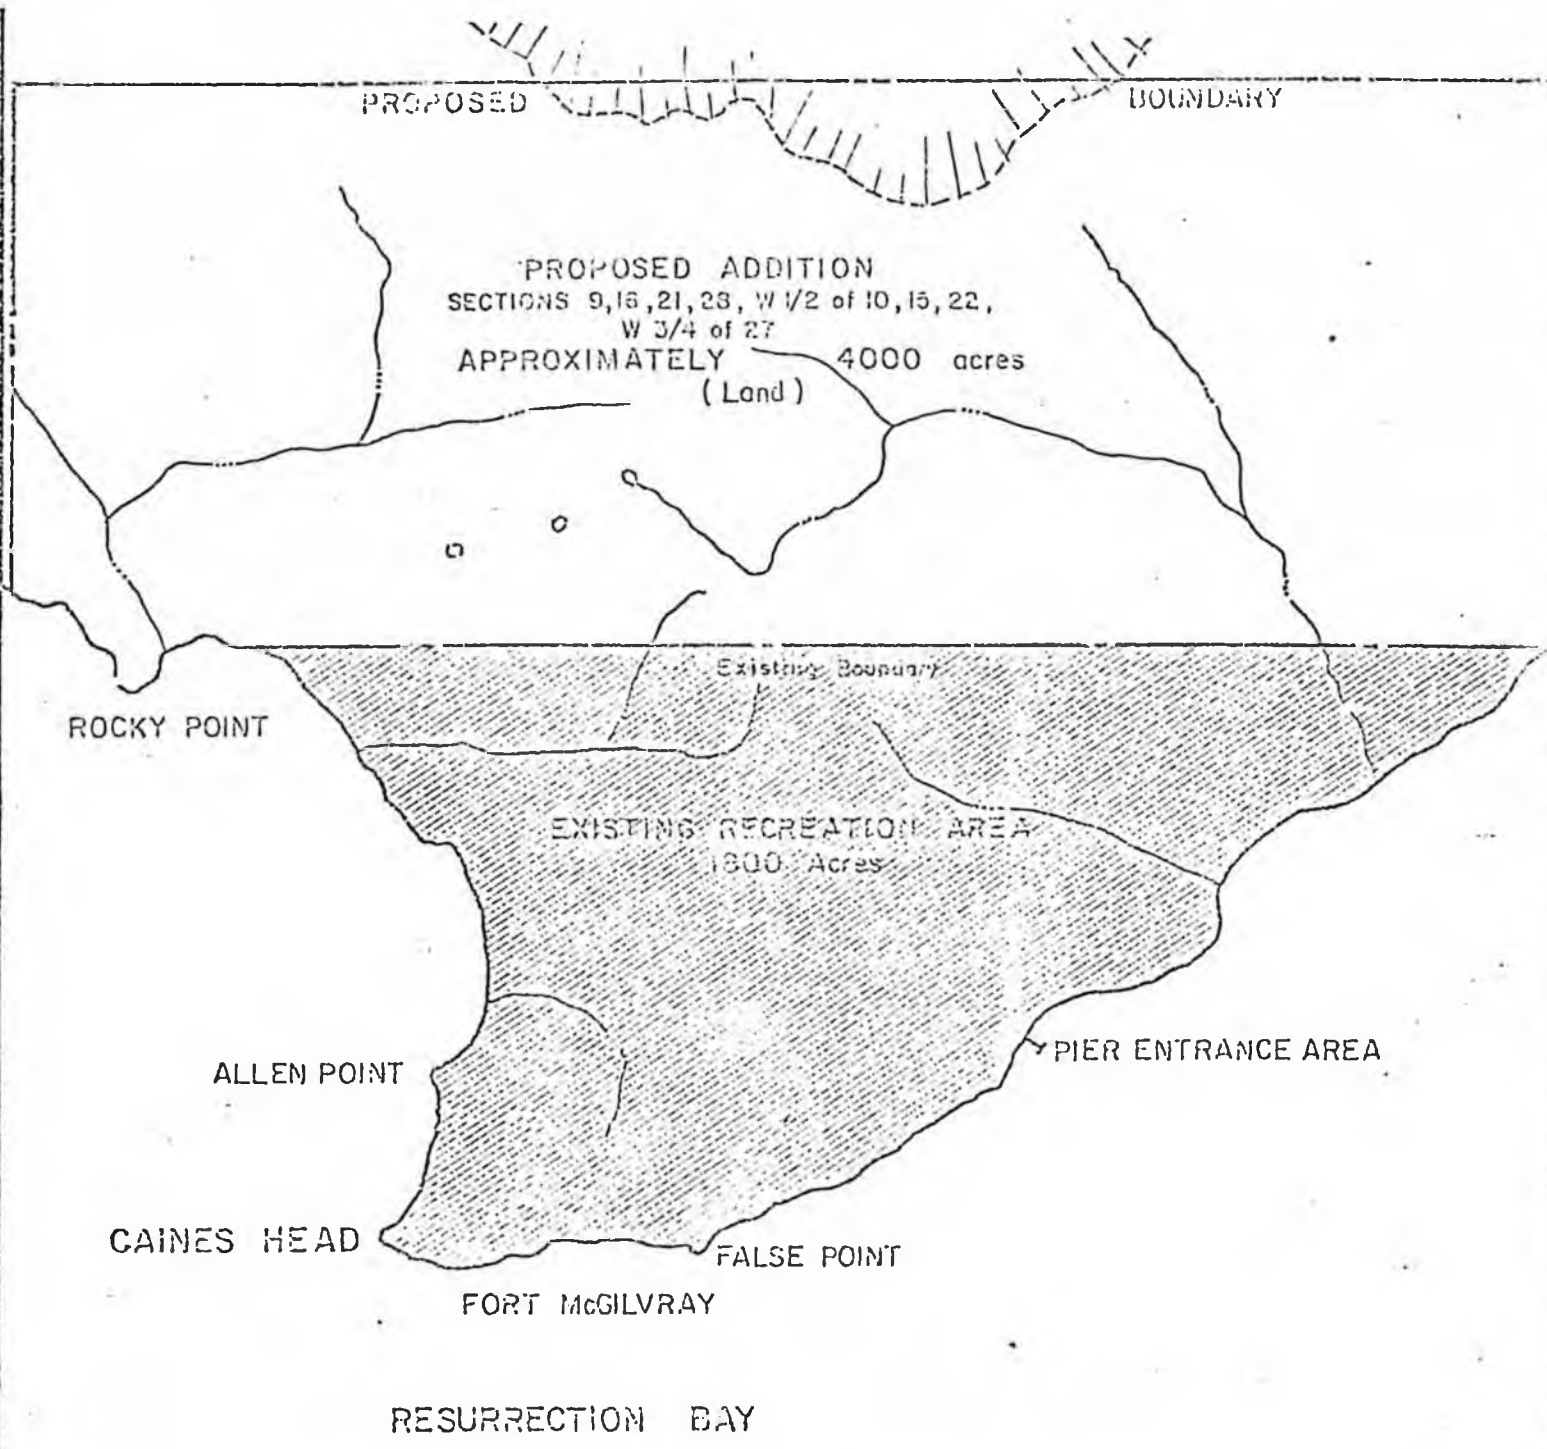 PROPOSED BOUNDARY
PROPOSED ADDITION
SECTIONS 9,16,21,28, W 1/2 of 10,15,22,
W 3/4 of 27
APPROXIMATELY 4000 acres
(Land)
Existing Boundary
ROCKY POINT
EXISTING RECREATION AREA
1800 Acres
PIER ENTRANCE AREA
ALLEN POINT
CAINES HEAD
FALSE POINT
FORT McGILVRAY
RESURRECTION BAY